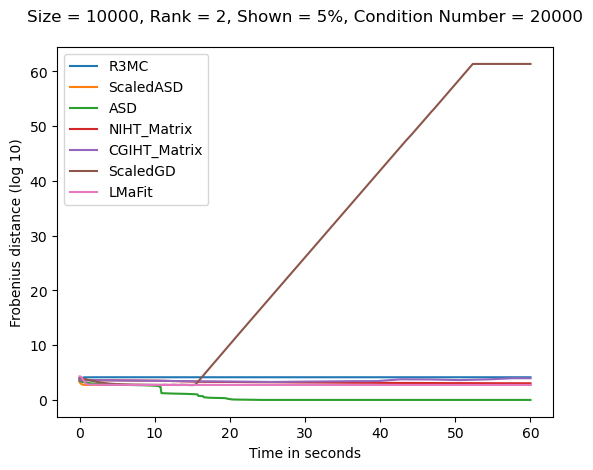 Size = 10000, Rank = 2, Shown = 5%, Condition Number = 20000
R3MC
ScaledASD
ASD
NIHT_Matrix
CGIHT_Matrix
ScaledGD
LMaFit
Frobenius distance (log 10)
60
50
40
30
20
10
0
0 10 20 30 40 50 60
Time in seconds